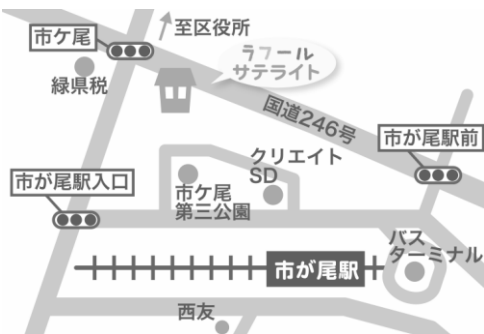 至区役所
市ケ尾
ラフール
サテライト
緑県税
国道246号
市が尾駅前
クリエイト
SD
市が尾駅入口
市ケ尾
第三公園
バス
ターミナル
市が尾駅
西友